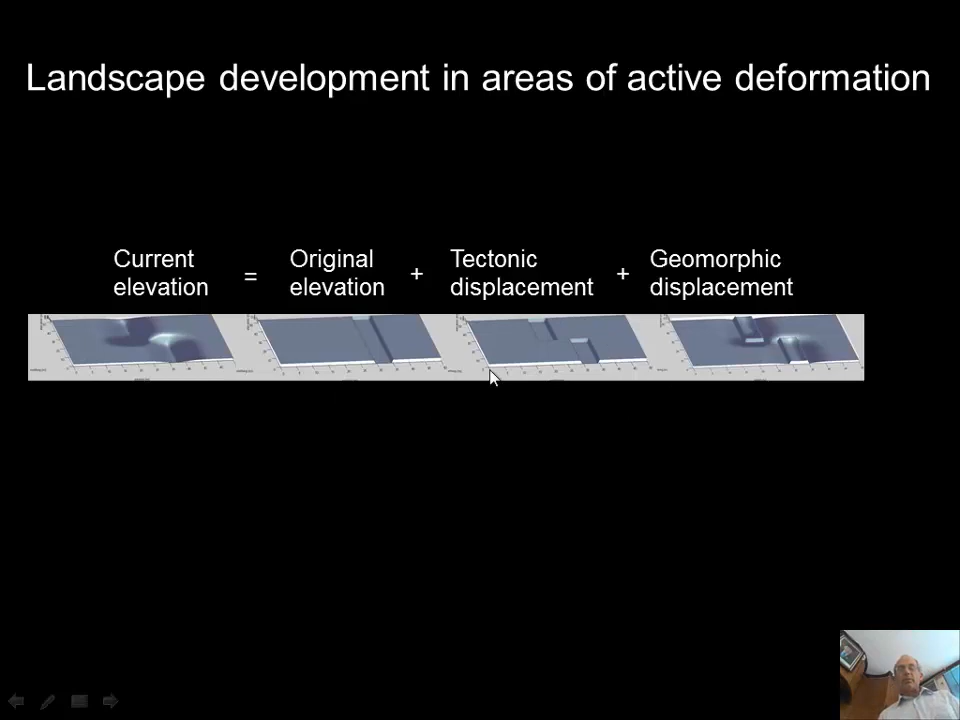 Landscape development in areas of active deformation
Current elevation = Original elevation + Tectonic displacement + Geomorphic displacement